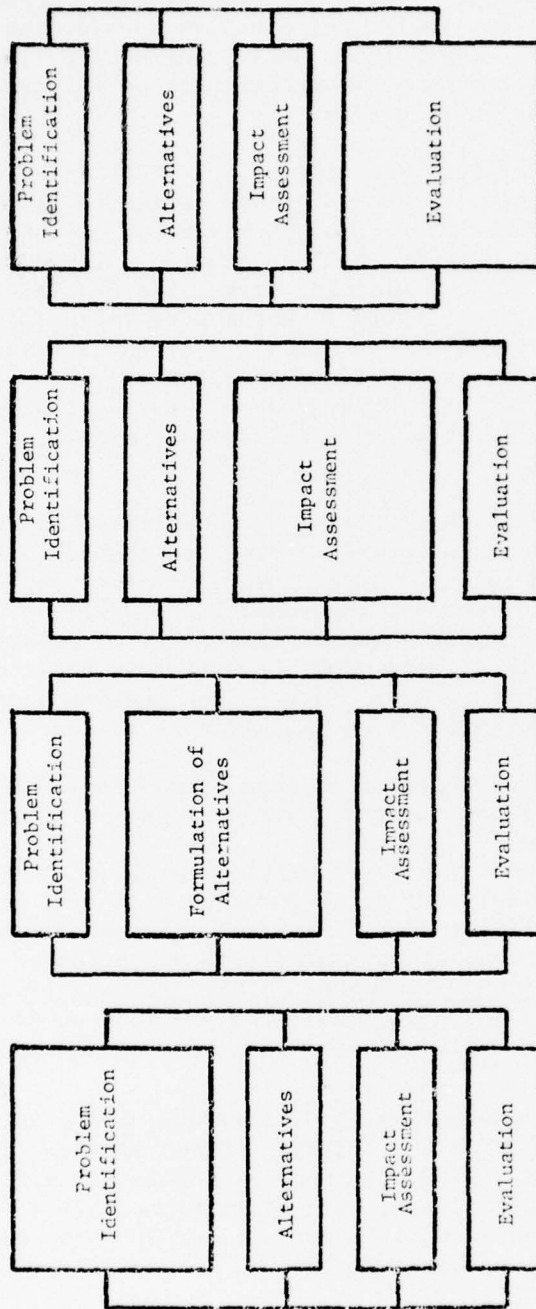 Problem
Identification
Alternatives
Impact
Assessment
Evaluation
Problem
Identification
Formulation of
Alternatives
Impact
Assessment
Evaluation
Problem
Identification
Alternatives
Impact
Assessment
Evaluation
Problem
Identification
Alternatives
Impact
Assessment
Evaluation